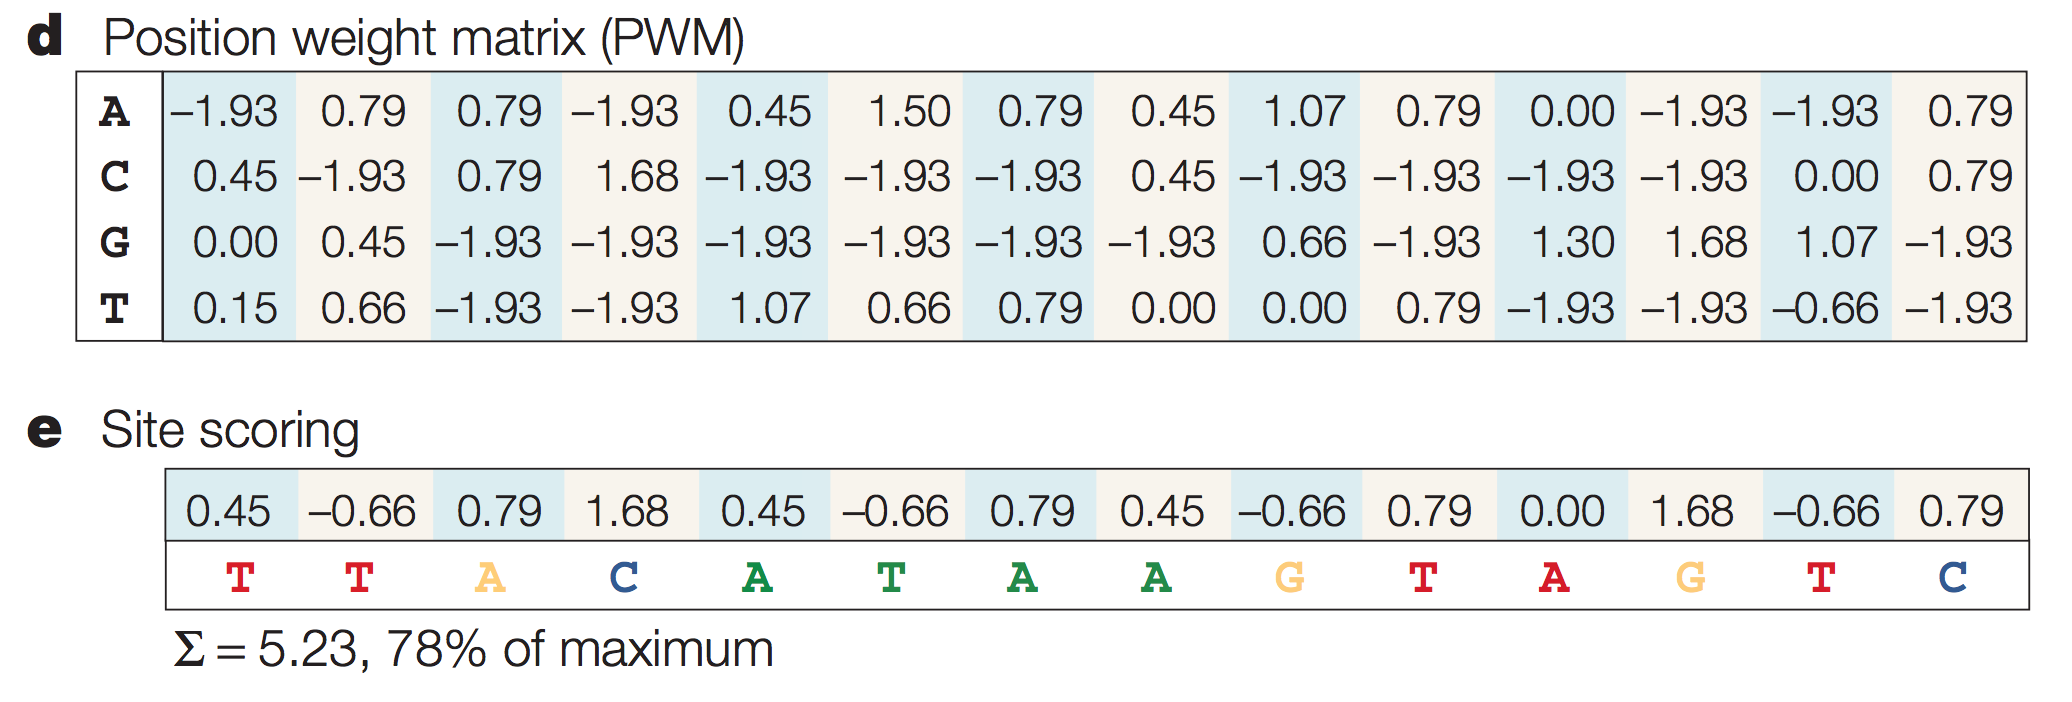 d Position weight matrix (PWM)
A –1.93 0.79 0.79 –1.93 0.45 1.50 0.79 0.45 1.07 0.79 0.00 –1.93 –1.93 0.79
C 0.45 –1.93 0.79 1.68 –1.93 –1.93 –1.93 0.45 –1.93 –1.93 –1.93 –1.93 0.00 0.79
G 0.00 0.45 –1.93 –1.93 –1.93 –1.93 –1.93 –1.93 0.66 –1.93 1.30 1.68 1.07 –1.93
T 0.15 0.66 –1.93 –1.93 1.07 0.66 0.79 0.00 0.00 0.79 –1.93 –1.93 –0.66 –1.93
e Site scoring
0.45 –0.66 0.79 1.68 0.45 –0.66 0.79 0.45 –0.66 0.79 0.00 1.68 –0.66 0.79
T T A C A T A A G T A G T C
Σ = 5.23, 78% of maximum